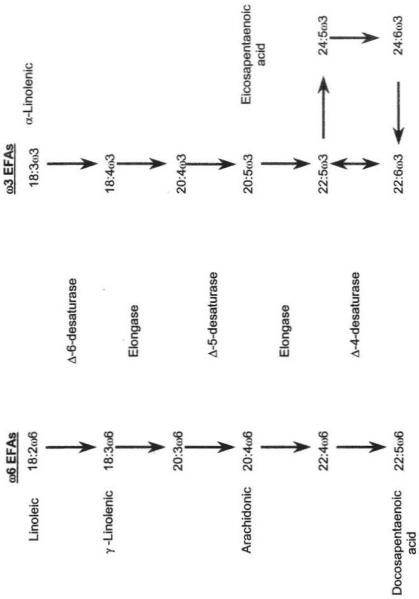 ω6 EFAs ω3 EFAs
Linoleic 18:2ω6 18:3ω3 α-Linolenic
Δ-6-desaturase
γ-Linolenic 18:3ω6 18:4ω3
Elongase
20:3ω6 20:4ω3
Δ-5-desaturase
Arachidonic 20:4ω6 20:5ω3 Eicosapentaenoic
acid
Elongase
22:4ω6 22:5ω3 24:5ω3
Δ-4-desaturase
Docosapentaenoic 22:5ω6 22:6ω3 24:6ω3
acid